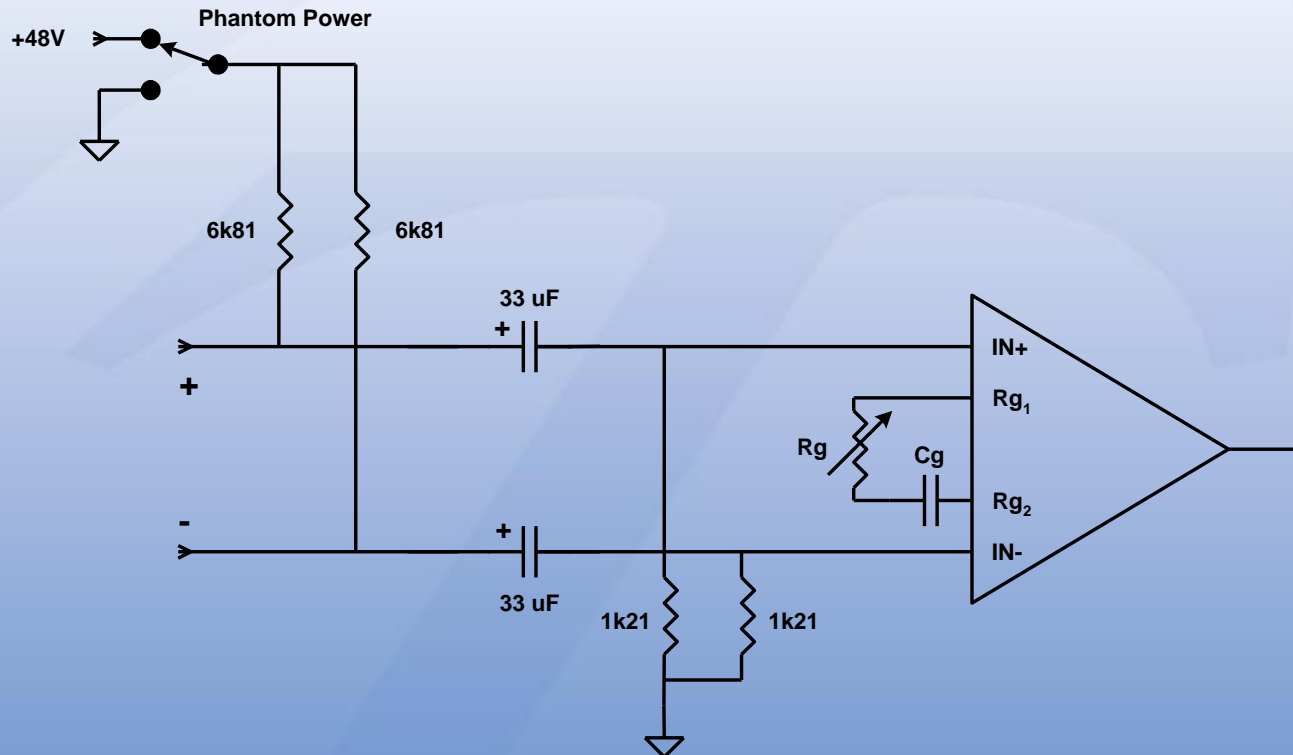 Phantom Power
+48V
6k81
6k81
33 uF
+
+
-
+
33 uF
IN+
Rg₁
Rg
Cg
Rg₂
IN-
1k21
1k21